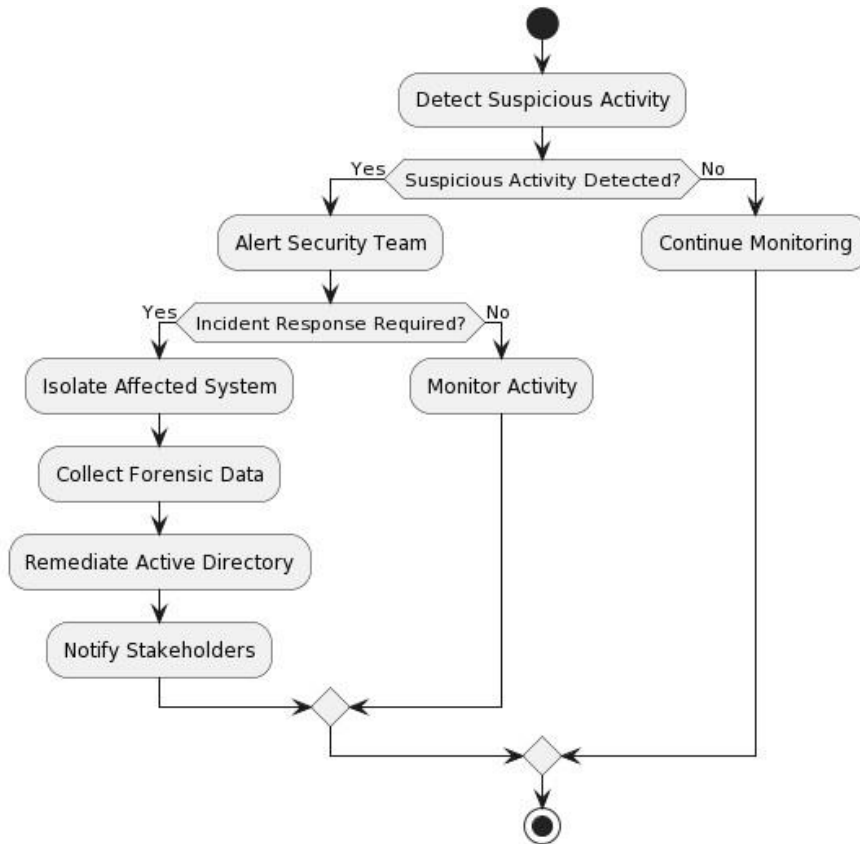 Detect Suspicious Activity
Yes
Suspicious Activity Detected?
No
Alert Security Team
Continue Monitoring
Yes
Incident Response Required?
No
Isolate Affected System
Monitor Activity
Collect Forensic Data
Remediate Active Directory
Notify Stakeholders